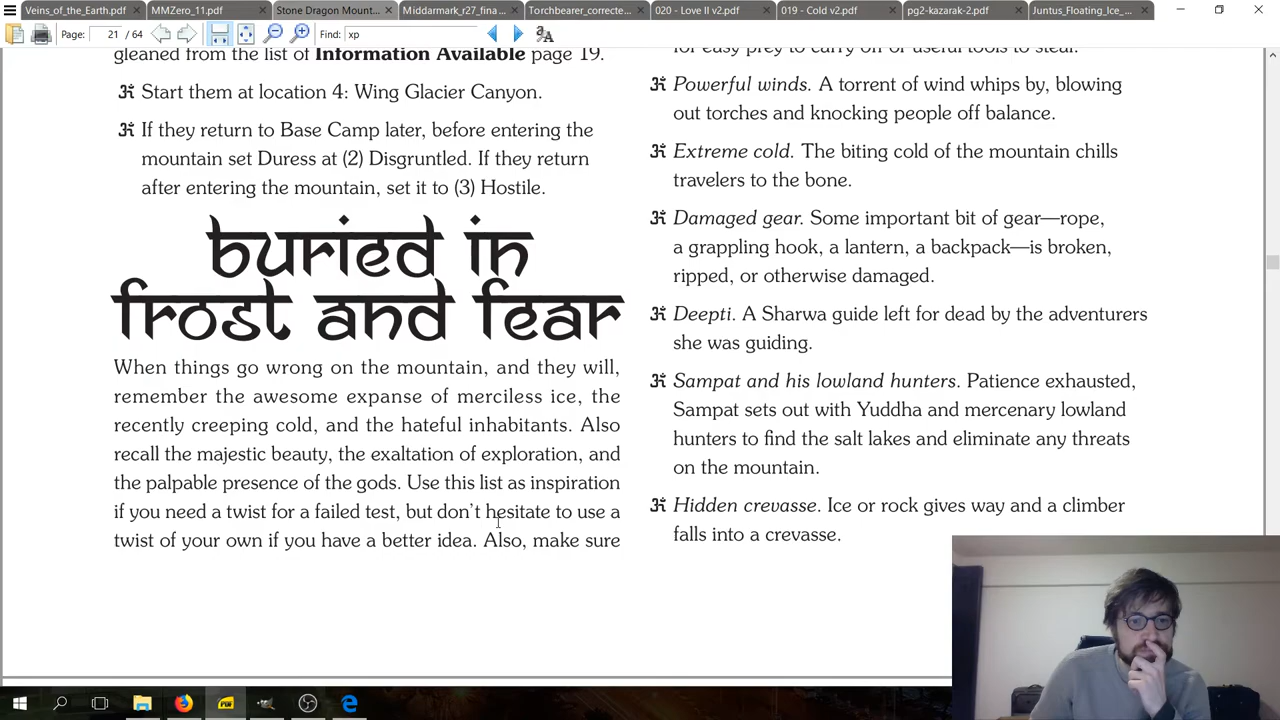 Veins_of_the_Earth.pdf
MMZero_11.pdf
Stone Dragon Mount...
Middarmark_r27_fina...
Torchbearer_correcte...
020 - Love II v2.pdf
019 - Cold v2.pdf
pg2-kazarak-2.pdf
Juntus_Floating_Ice_...
Page: 21 / 64
Find: xp
gleaned from the list of Information Available page 19.
Start them at location 4: Wing Glacier Canyon.
If they return to Base Camp later, before entering the
mountain set Duress at (2) Disgruntled. If they return
after entering the mountain, set it to (3) Hostile.
buried in
frost and fear
When things go wrong on the mountain, and they will,
remember the awesome expanse of merciless ice, the
recently creeping cold, and the hateful inhabitants. Also
recall the majestic beauty, the exaltation of exploration, and
the palpable presence of the gods. Use this list as inspiration
if you need a twist for a failed test, but don't hesitate to use a
twist of your own if you have a better idea. Also, make sure
for easy prey to carry off or useful tools to steal.
Powerful winds. A torrent of wind whips by, blowing
out torches and knocking people off balance.
Extreme cold. The biting cold of the mountain chills
travelers to the bone.
Damaged gear. Some important bit of gear—rope,
a grappling hook, a lantern, a backpack—is broken,
ripped, or otherwise damaged.
Deepti. A Sharwa guide left for dead by the adventurers
she was guiding.
Sampat and his lowland hunters. Patience exhausted,
Sampat sets out with Yuddha and mercenary lowland
hunters to find the salt lakes and eliminate any threats
on the mountain.
Hidden crevasse. Ice or rock gives way and a climber
falls into a crevasse.